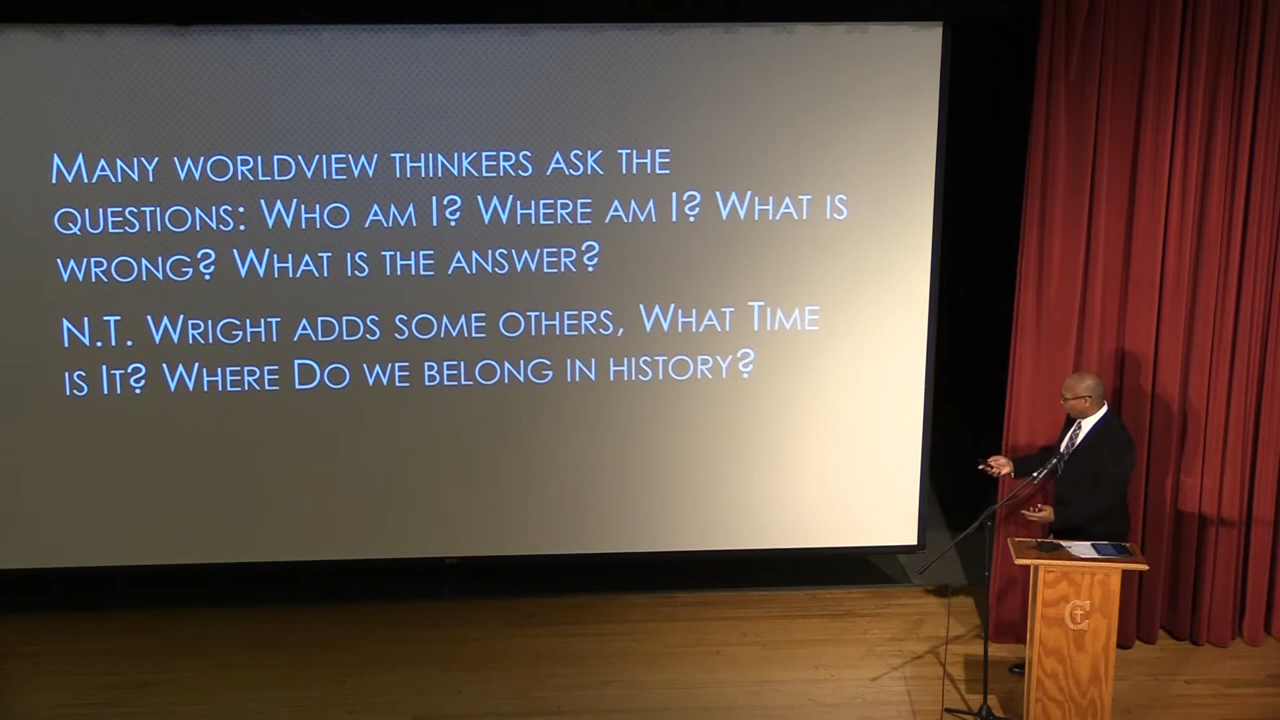 Many worldview thinkers ask the
questions: Who am I? Where am I? What is
wrong? What is the answer?
N.T. Wright adds some others, What Time
is It? Where Do we belong in history?
C